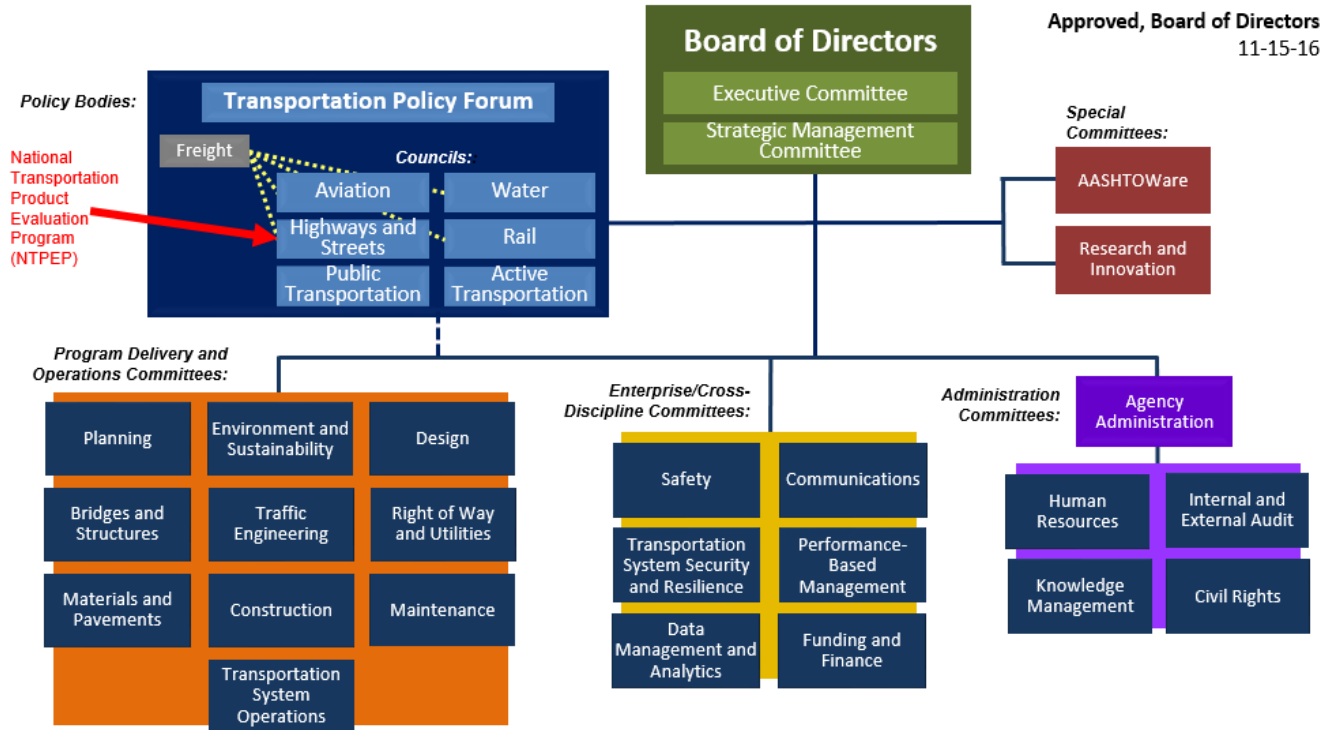 Board of Directors
Executive Committee
Strategic Management
Committee
Approved, Board of Directors
11-15-16
Policy Bodies:
Transportation Policy Forum
Freight
Councils:
Aviation
Water
Highways and
Streets
Rail
Public
Transportation
Active
Transportation
National
Transportation
Product
Evaluation
Program
(NTPEP)
Special
Committees:
AASHTOWare
Research and
Innovation
Program Delivery and
Operations Committees:
Planning
Environment and
Sustainability
Design
Bridges and
Structures
Traffic
Engineering
Right of Way
and Utilities
Materials and
Pavements
Construction
Maintenance
Transportation
System
Operations
Enterprise/Cross-
Discipline Committees:
Safety
Communications
Transportation
System Security
and Resilience
Performance-
Based
Management
Data
Management and
Analytics
Funding and
Finance
Administration
Committees:
Agency
Administration
Human
Resources
Internal and
External Audit
Knowledge
Management
Civil Rights